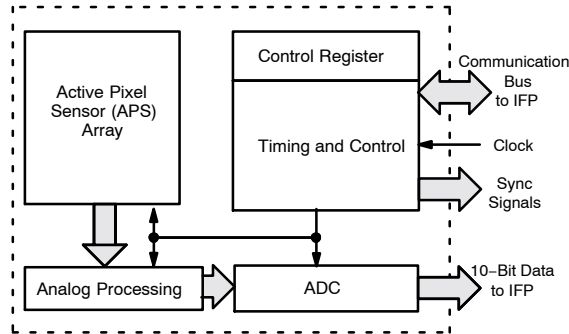 Control Register
Active Pixel
Sensor (APS)
Array
Communication
Bus
to IFP
Timing and Control
Clock
Sync
Signals
Analog Processing
ADC
10−Bit Data
to IFP